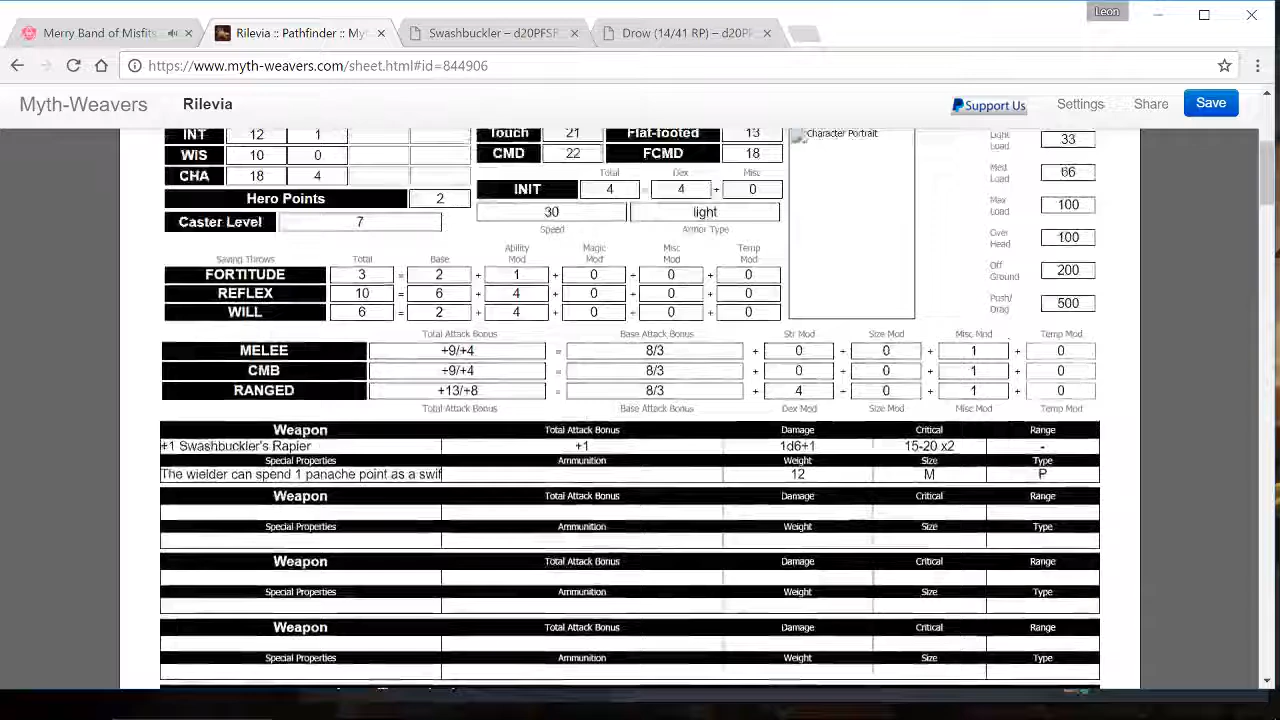 Leon
Merry Band of Misfits
Rilevia :: Pathfinder :: My
Swashbuckler – d20PFSF
Drow (14/41 RP) – d20PF
https://www.myth-weavers.com/sheet.html#id=844906
Myth-Weavers Rilevia Support Us Settings Share Save
INT 12 1 Touch 21 Flat-footed 13 Character Portrait Light Load 33
WIS 10 0 CMD 22 FCMD 18
CHA 18 4 Total Dex Misc Med Load 66
Hero Points 2 INIT 4 = 4 + 0 Max Load 100
Caster Level 7 30 light
Speed Armor Type Over Head 100
Saving Throws Total Base Ability Mod Magic Mod Misc Mod Temp Mod
FORTITUDE 3 = 2 + 1 + 0 + 0 + 0 Off Ground 200
REFLEX 10 = 6 + 4 + 0 + 0 + 0
WILL 6 = 2 + 4 + 0 + 0 + 0 Push/ Drag 500
Total Attack Bonus Base Attack Bonus Str Mod Size Mod Misc Mod Temp Mod
MELEE +9/+4 = 8/3 + 0 + 0 + 1 + 0
CMB +9/+4 = 8/3 + 0 + 0 + 1 + 0
RANGED +13/+8 = 8/3 + 4 + 0 + 1 + 0
Total Attack Bonus Base Attack Bonus Dex Mod Size Mod Misc Mod Temp Mod
Weapon Total Attack Bonus Damage Critical Range
+1 Swashbuckler's Rapier +1 1d6+1 15-20 x2 -
Special Properties Ammunition Weight Size Type
The wielder can spend 1 panache point as a swif 12 M P
Weapon Total Attack Bonus Damage Critical Range
Special Properties Ammunition Weight Size Type
Weapon Total Attack Bonus Damage Critical Range
Special Properties Ammunition Weight Size Type
Weapon Total Attack Bonus Damage Critical Range
Special Properties Ammunition Weight Size Type